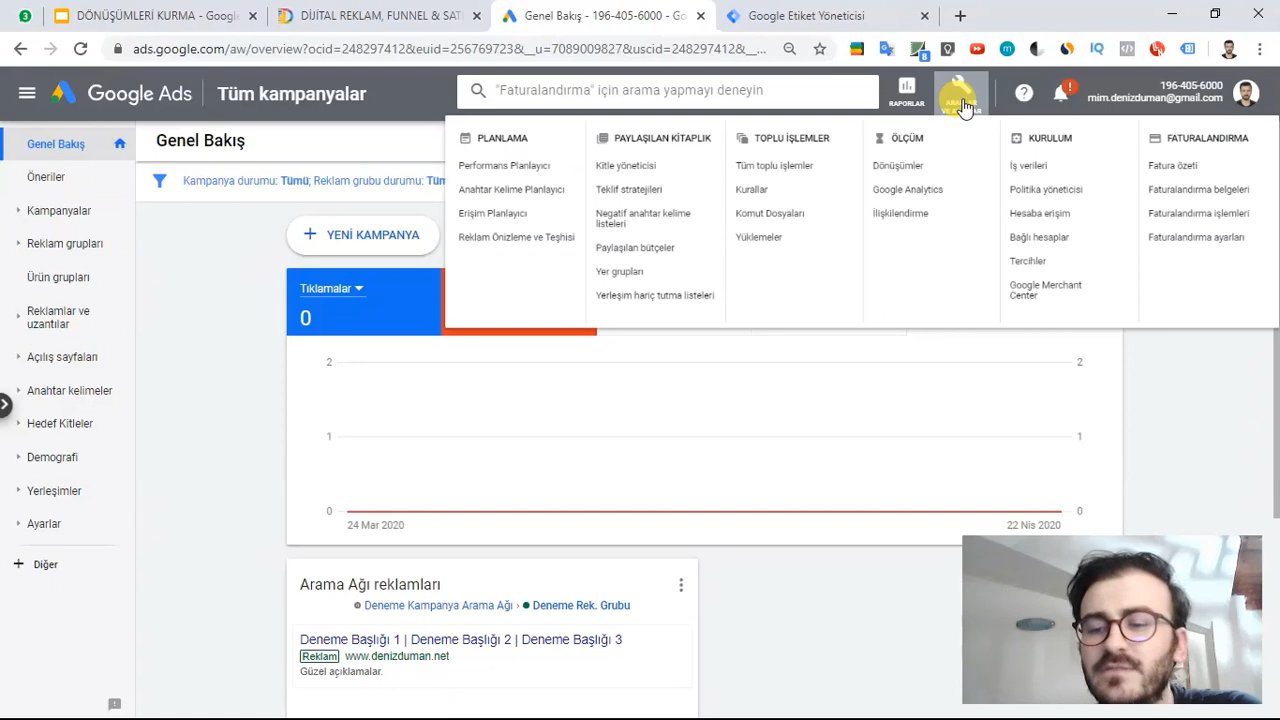 3
DÖNÜŞÜMLERİ KURMA - Google
DİJİTAL REKLAM, FUNNEL & SATI
Genel Bakış - 196-405-6000 - Go
Google Etiket Yöneticisi
ads.google.com/aw/overview?ocid=248297412&euid=256769723&__u=7089009827&uscid=248297412&__...
Google Ads
Tüm kampanyalar
"Faturalandırma" için arama yapmayı deneyin
RAPORLAR
196-405-6000
mim.denizduman@gmail.com
Genel Bakış
Öneriler
Kampanyalar
Reklam grupları
Ürün grupları
Reklamlar ve
uzantılar
Açılış sayfaları
Anahtar kelimeler
Hedef Kitleler
Demografi
Yerleşimler
Ayarlar
Diğer
Genel Bakış
Kampanya durumu: Tümü; Reklam grubu durumu: Tüm
YENİ KAMPANYA
PLANLAMA
Performans Planlayıcı
Anahtar Kelime Planlayıcı
Erişim Planlayıcı
Reklam Önizleme ve Teşhisi
PAYLAŞILAN KİTAPLIK
Kitle yöneticisi
Teklif stratejileri
Negatif anahtar kelime
listeleri
Paylaşılan bütçeler
Yer grupları
Yerleşim hariç tutma listeleri
TOPLU İŞLEMLER
Tüm toplu işlemler
Kurallar
Komut Dosyaları
Yüklemeler
ÖLÇÜM
Dönüşümler
Google Analytics
İlişkilendirme
KURULUM
İş verileri
Politika yöneticisi
Hesaba erişim
Bağlı hesaplar
Tercihler
Google Merchant
Center
FATURALANDIRMA
Fatura özeti
Faturalandırma belgeleri
Faturalandırma işlemleri
Faturalandırma ayarları
Tıklamalar
0
2
2
1
1
0
0
24 Mar 2020
22 Nis 2020
Arama Ağı reklamları
Deneme Kampanya Arama Ağı › Deneme Rek. Grubu
Deneme Başlığı 1 | Deneme Başlığı 2 | Deneme Başlığı 3
Reklam www.denizduman.net
Güzel açıklamalar.